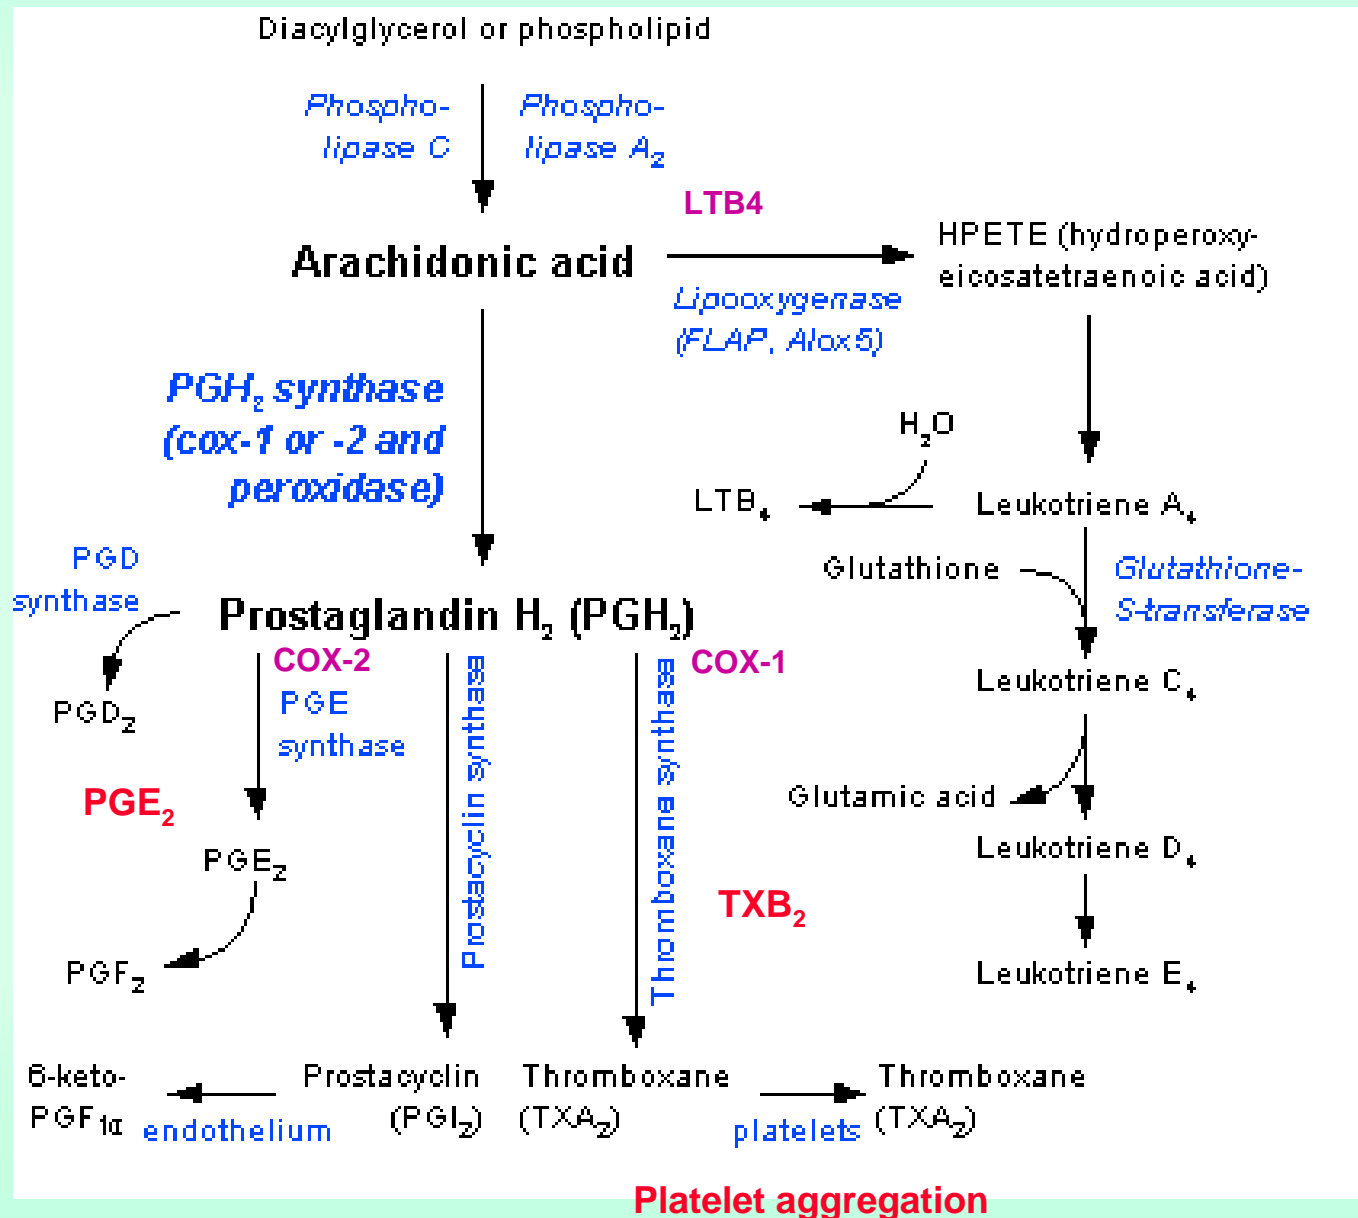 Diacylglycerol or phospholipid
Phospho-
lipase C
Phospho-
lipase A₂
LTB4
Arachidonic acid
HPETE (hydroperoxy-
eicosatetraenoic acid)
Lipooxygenase
(FLAP, Alox5)
PGH₂ synthase
(cox-1 or -2 and
peroxidase)
H₂O
LTB₄
Leukotriene A₄
PGD
synthase
Glutathione
Glutathione-
S-transferase
Prostaglandin H₂ (PGH₂)
COX-2
COX-1
PGE
synthase
Prostacyclin synthase
Thromboxane synthase
Leukotriene C₄
PGD₂
PGE₂
Glutamic acid
PGE₂
Leukotriene D₄
TXB₂
PGF₂
Leukotriene E₄
6-keto-
PGF₁α
endothelium
Prostacyclin
(PGI₂)
Thromboxane
(TXA₂)
platelets
Thromboxane
(TXA₂)
Platelet aggregation